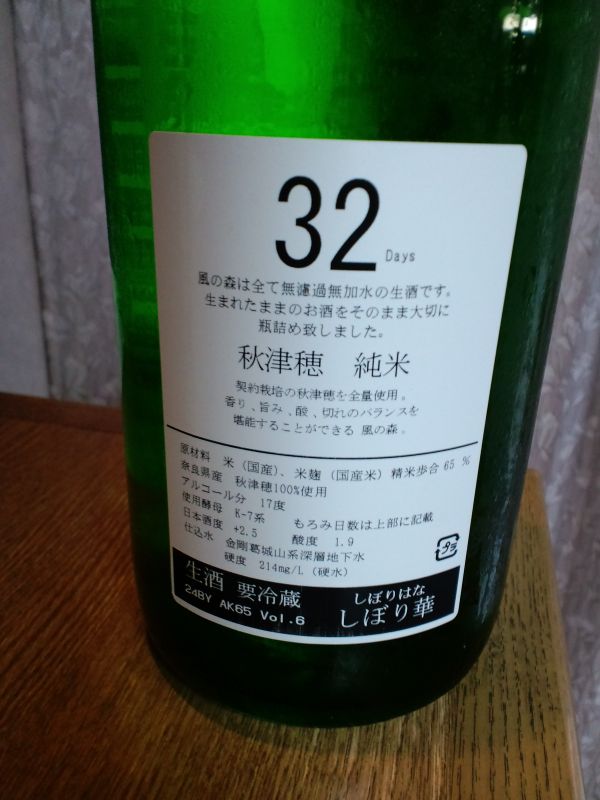 32 Days
風の森は全て無濾過無加水の生酒です。
生まれたままのお酒をそのまま大切に
瓶詰め致しました。
秋津穂 純米
契約栽培の秋津穂を全量使用。
香り、旨み、酸、切れのバランスを
堪能することができる 風の森。
原材料 米(国産)、米麹(国産米)精米歩合 65 %
奈良県産 秋津穂100%使用
アルコール分 17度
使用酵母 K-7系 もろみ日数は上部に記載
日本酒度 +2.5 酸度 1.9
仕込水 金剛葛城山系深層地下水
硬度 214mg/L(硬水)
プラ
生酒 要冷蔵
しぼりはな
しぼり華
24BY AK65 Vol.6